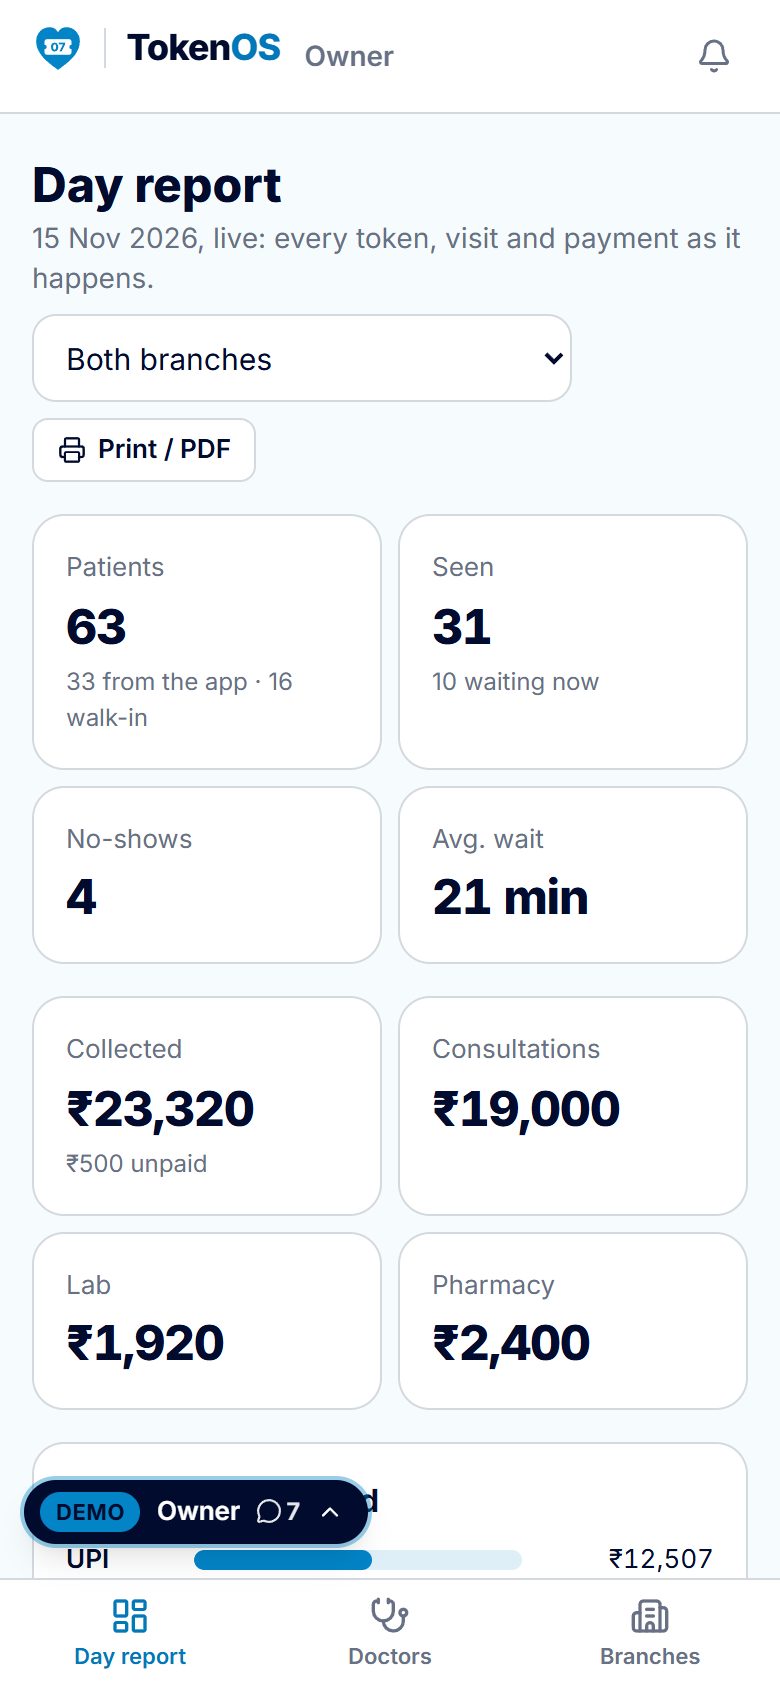 07
TokenOS Owner
Day report
15 Nov 2026, live: every token, visit and payment as it
happens.
Both branches
Print / PDF
Patients
63
33 from the app · 16
walk-in
Seen
31
10 waiting now
No-shows
4
Avg. wait
21 min
Collected
₹23,320
₹500 unpaid
Consultations
₹19,000
Lab
₹1,920
Pharmacy
₹2,400
DEMO Owner 7
UPI ₹12,507
Day report
Doctors
Branches